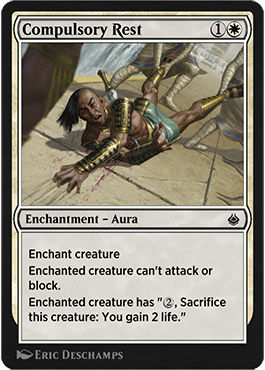 Compulsory Rest 1
Enchantment – Aura
Enchant creature
Enchanted creature can't attack or
block.
Enchanted creature has "2, Sacrifice
this creature: You gain 2 life."
Eric Deschamps